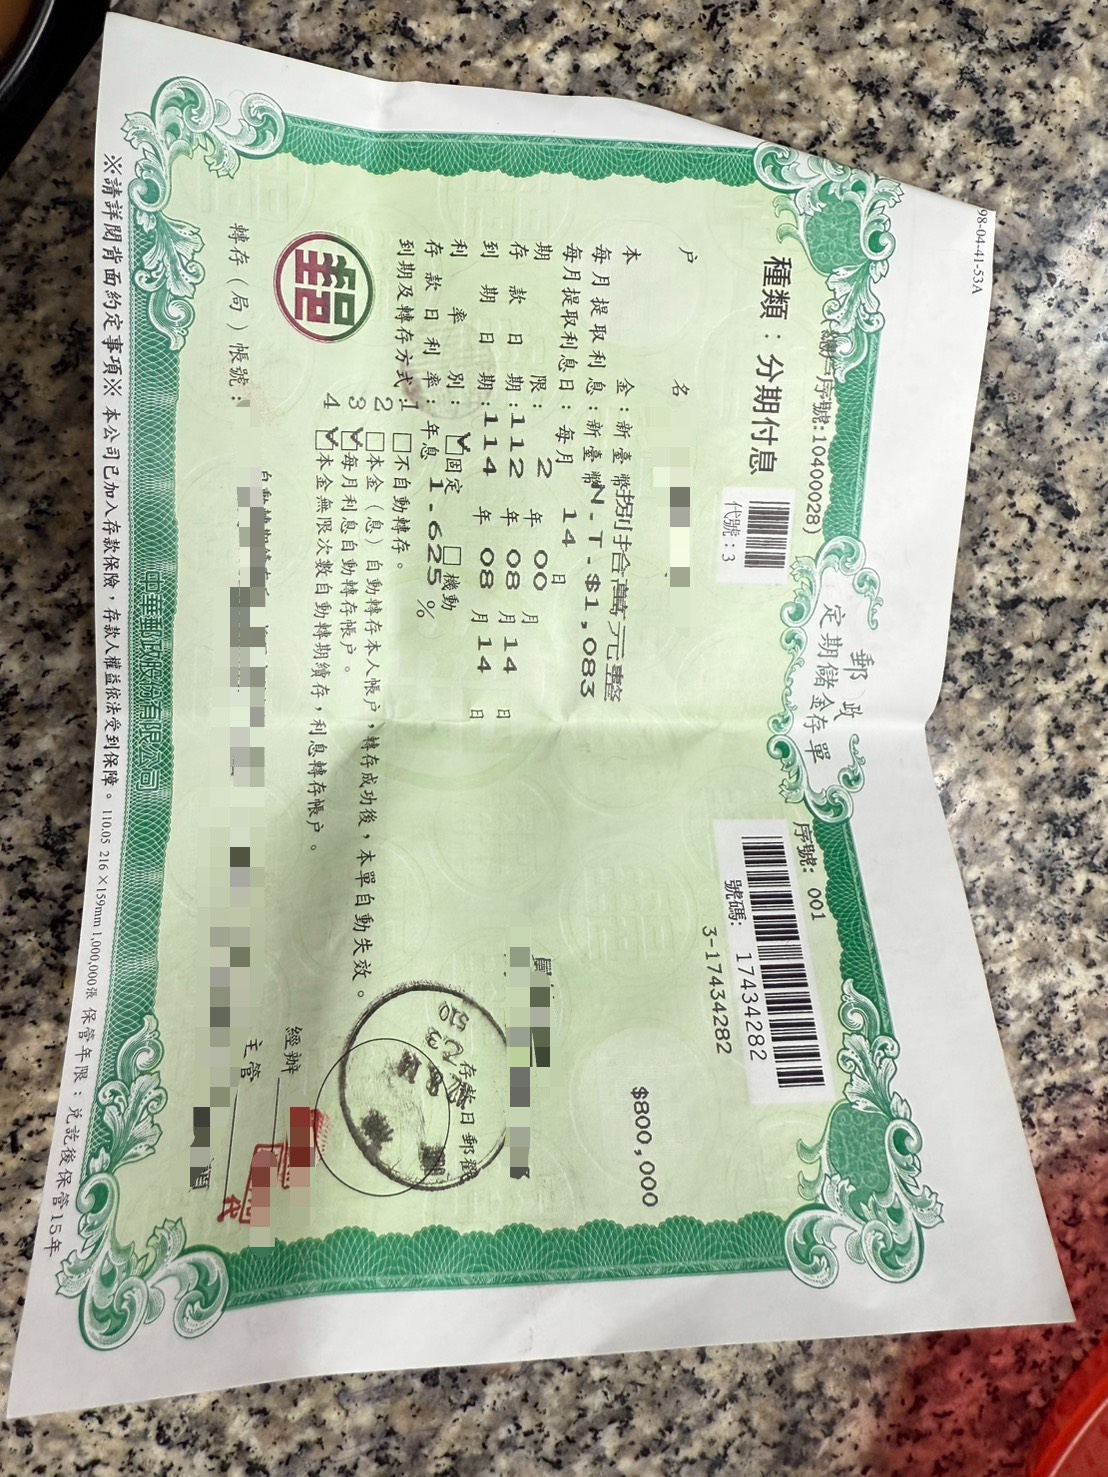 98-04-41-53A
郵政
定期儲金存單
(總戶序號:10400028)
種類：分期付息
代號：3
序號: 001
號碼: 17434282
3-17434282
戶名
本金：新臺幣捌拾萬元整
$800,000
每月提取利息：新臺幣N.T.$1,083
每月提取利息日：每月 14 日
期限： 2 年 00 月
存款日期：112 年 08 月 14 日
到期日期：114 年 08 月 14 日
利率別：☑固定 □機動
存款日利率：年息 1.625 %
到期及轉存方式：
1 □不自動轉存。
2 □本金（息）自動轉存本人帳戶，轉存成功後，本單自動失效。
3 ☑每月利息自動轉存帳戶。
4 ☑本金無限次數自動轉期續存，利息轉存帳戶。
轉存（局）帳號：
經辦
主管
中華郵政股份有限公司
※請詳閱背面約定事項※ 本公司已加入存款保險，存款人權益依法受到保障。 110.05 216×159mm 1,000,000張 保管年限：兌訖後保管15年